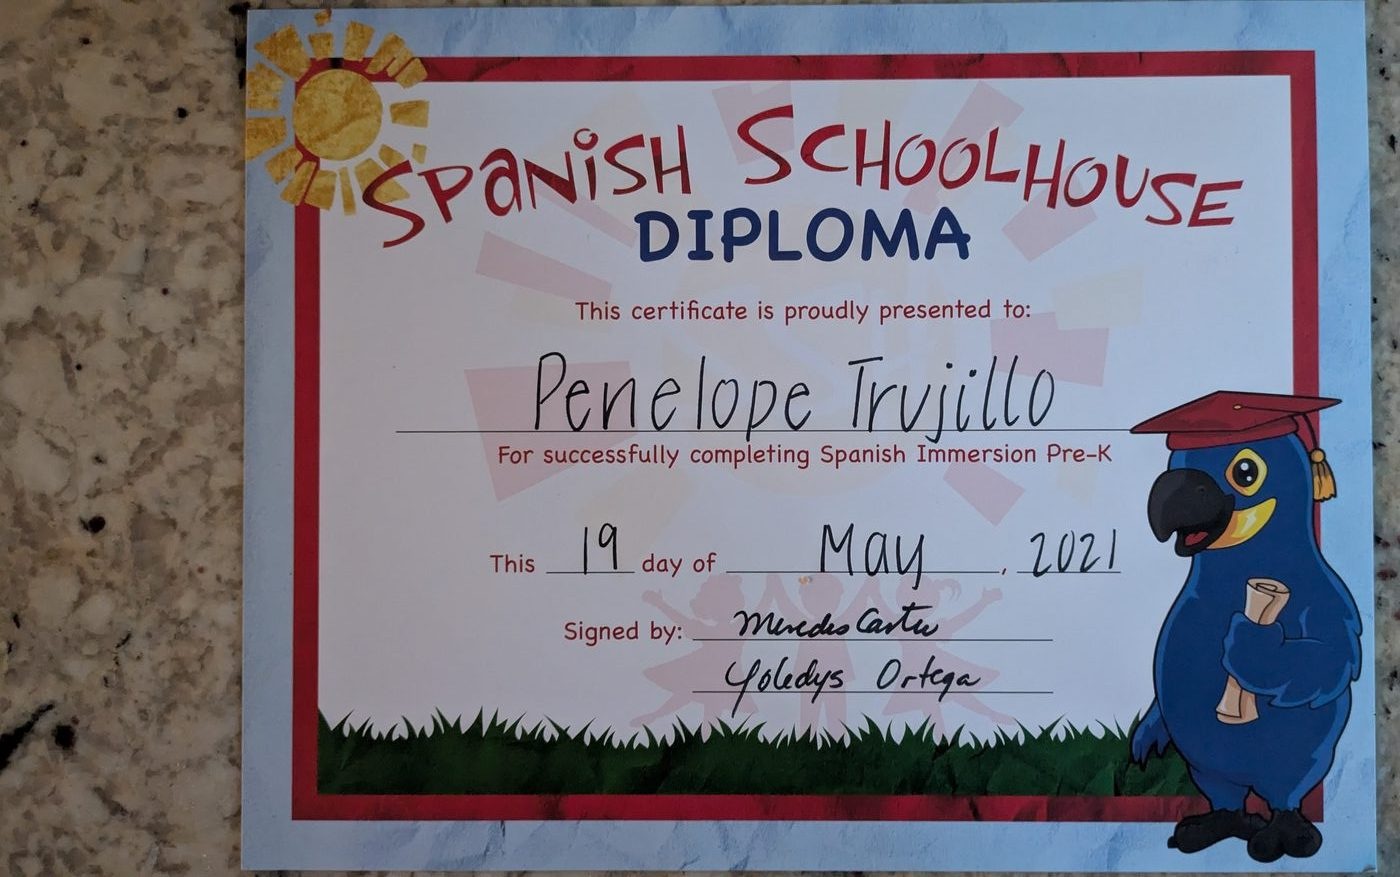 SPANISH SCHOOLHOUSE
DIPLOMA
This certificate is proudly presented to:
Penelope Trujillo
For successfully completing Spanish Immersion Pre-K
This 19 day of May, 2021
Signed by: Mercedes
Yoledys Ortega